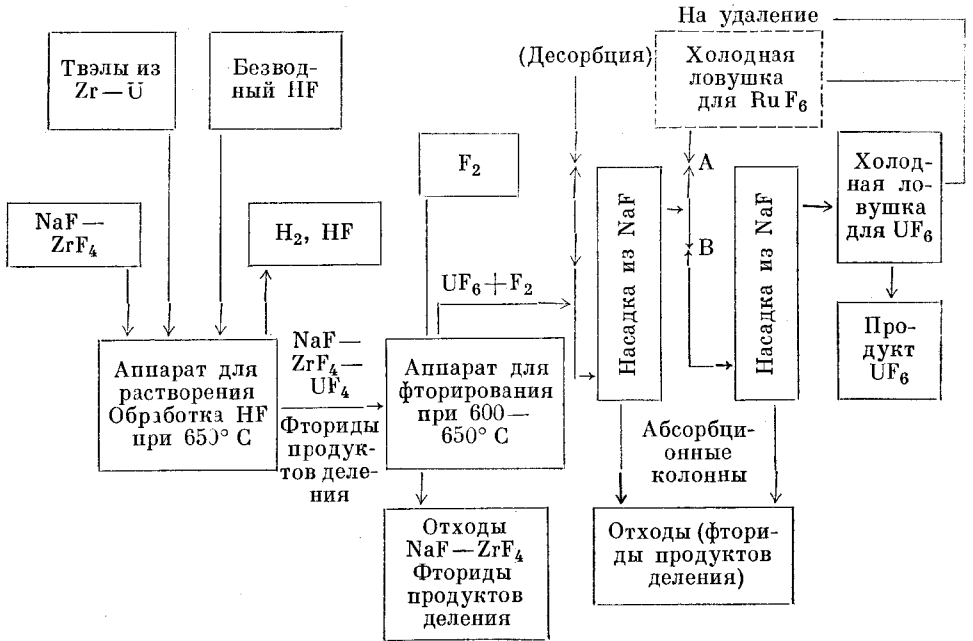 На удаление
Твэлы из
Zr — U
Безвод-
ный HF
(Десорбция)
Холодная
ловушка
для RuF₆
F₂
A
Холод-
ная ло-
вушка
для UF₆
NaF —
ZrF₄
H₂, HF
B
UF₆+F₂
Насадка из NaF
Насадка из NaF
NaF —
ZrF₄—
UF₄
Про-
дукт
UF₆
Аппарат для
растворения
Обработка HF
при 650° С
Фториды
продук-
тов деле-
ния
Аппарат для
фторирования
при 600—
650° С
Абсорбци-
онные
колонны
Отходы
NaF—ZrF₄
Фториды
продуктов
деления
Отходы (фтори-
ды продуктов
деления)